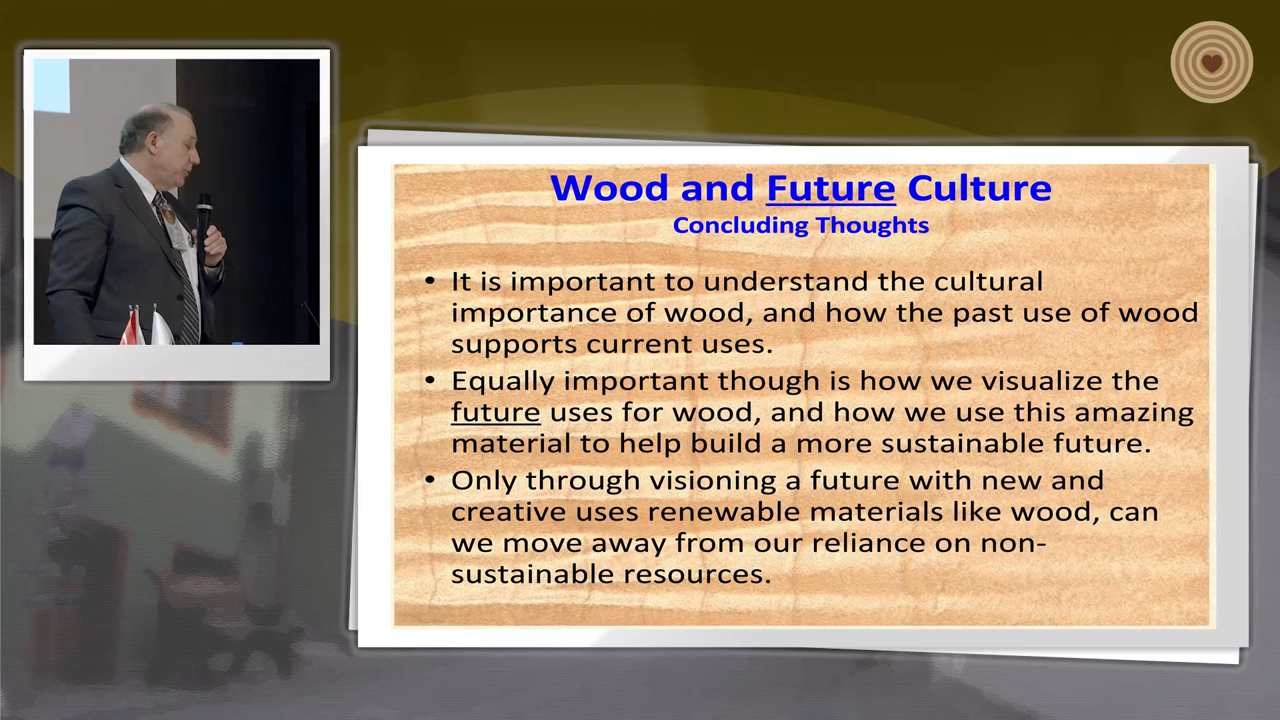 Wood and Future Culture
Concluding Thoughts
• It is important to understand the cultural
importance of wood, and how the past use of wood
supports current uses.
• Equally important though is how we visualize the
future uses for wood, and how we use this amazing
material to help build a more sustainable future.
• Only through visioning a future with new and
creative uses renewable materials like wood, can
we move away from our reliance on non-
sustainable resources.